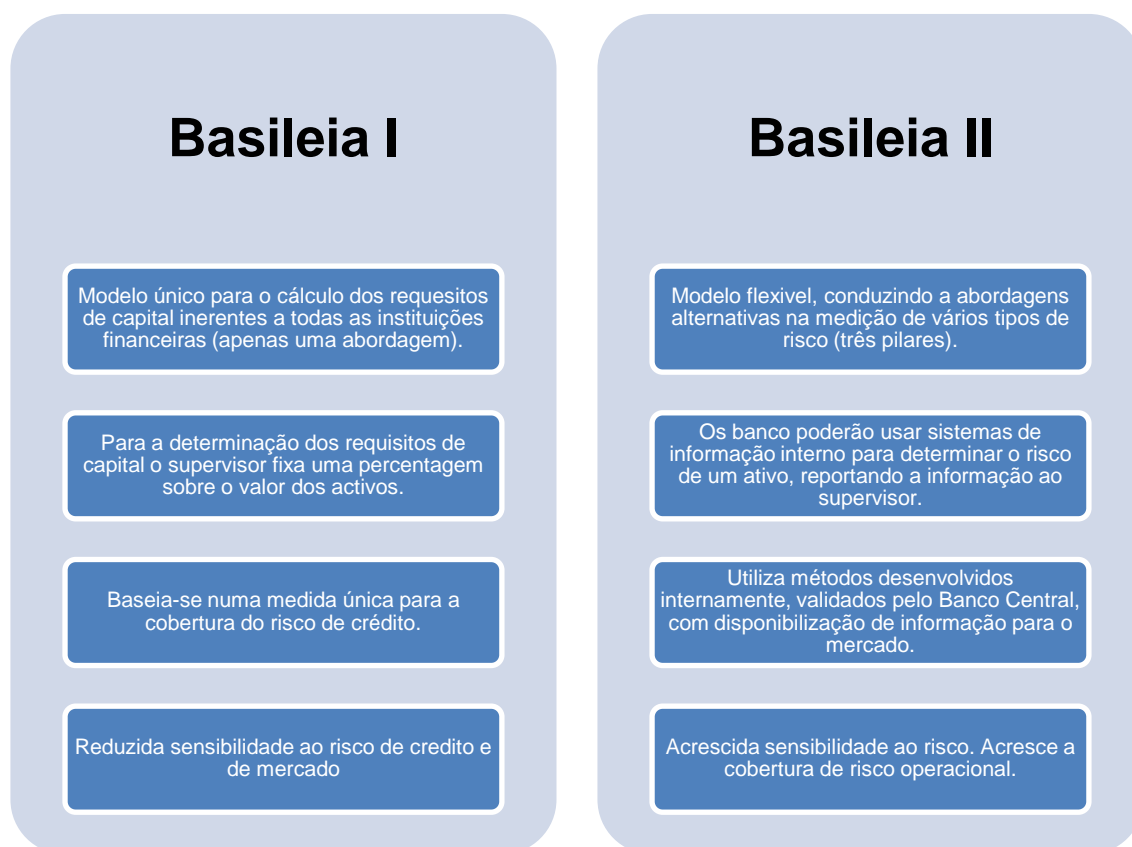 Basileia I
Modelo único para o cálculo dos requesitos
de capital inerentes a todas as instituições
financeiras (apenas uma abordagem).
Para a determinação dos requisitos de
capital o supervisor fixa uma percentagem
sobre o valor dos activos.
Baseia-se numa medida única para a
cobertura do risco de crédito.
Reduzida sensibilidade ao risco de credito e
de mercado
Basileia II
Modelo flexivel, conduzindo a abordagens
alternativas na medição de vários tipos de
risco (três pilares).
Os banco poderão usar sistemas de
informação interno para determinar o risco
de um ativo, reportando a informação ao
supervisor.
Utiliza métodos desenvolvidos
internamente, validados pelo Banco Central,
com disponibilização de informação para o
mercado.
Acrescida sensibilidade ao risco. Acresce a
cobertura de risco operacional.